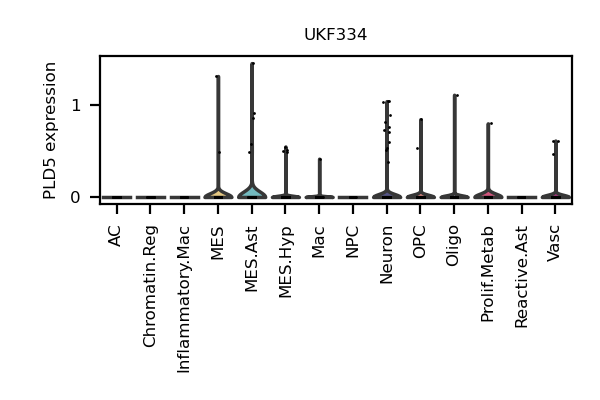 UKF334
PLD5 expression
1
0
AC
Chromatin.Reg
Inflammatory.Mac
MES
MES.Ast
MES.Hyp
Mac
NPC
Neuron
OPC
Oligo
Prolif.Metab
Reactive.Ast
Vasc